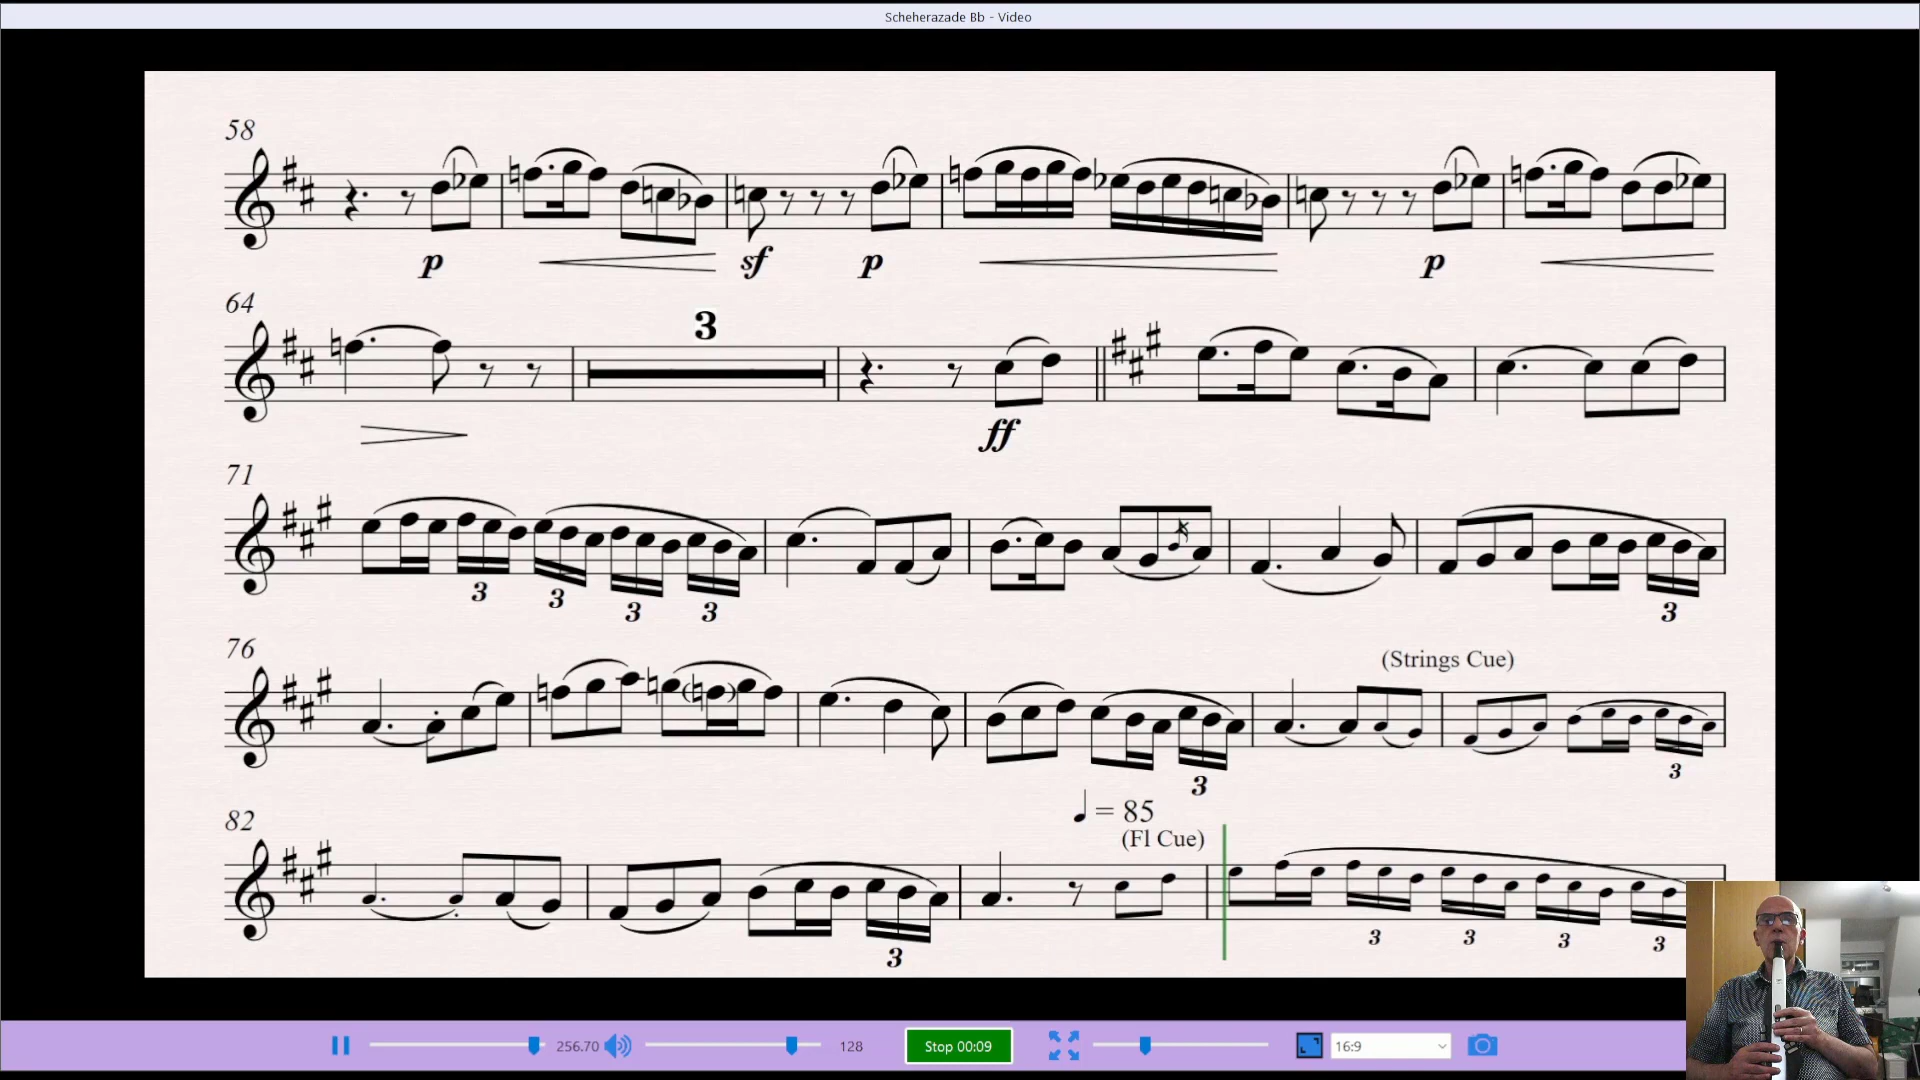 Scheherazade Bb - Video
58
p sf p p
64
3
ff
71
3 3 3 3 3
76
(Strings Cue)
3 3
82
= 85
(Fl Cue)
3 3 3 3 3
256.70 128 Stop 00:09 16:9